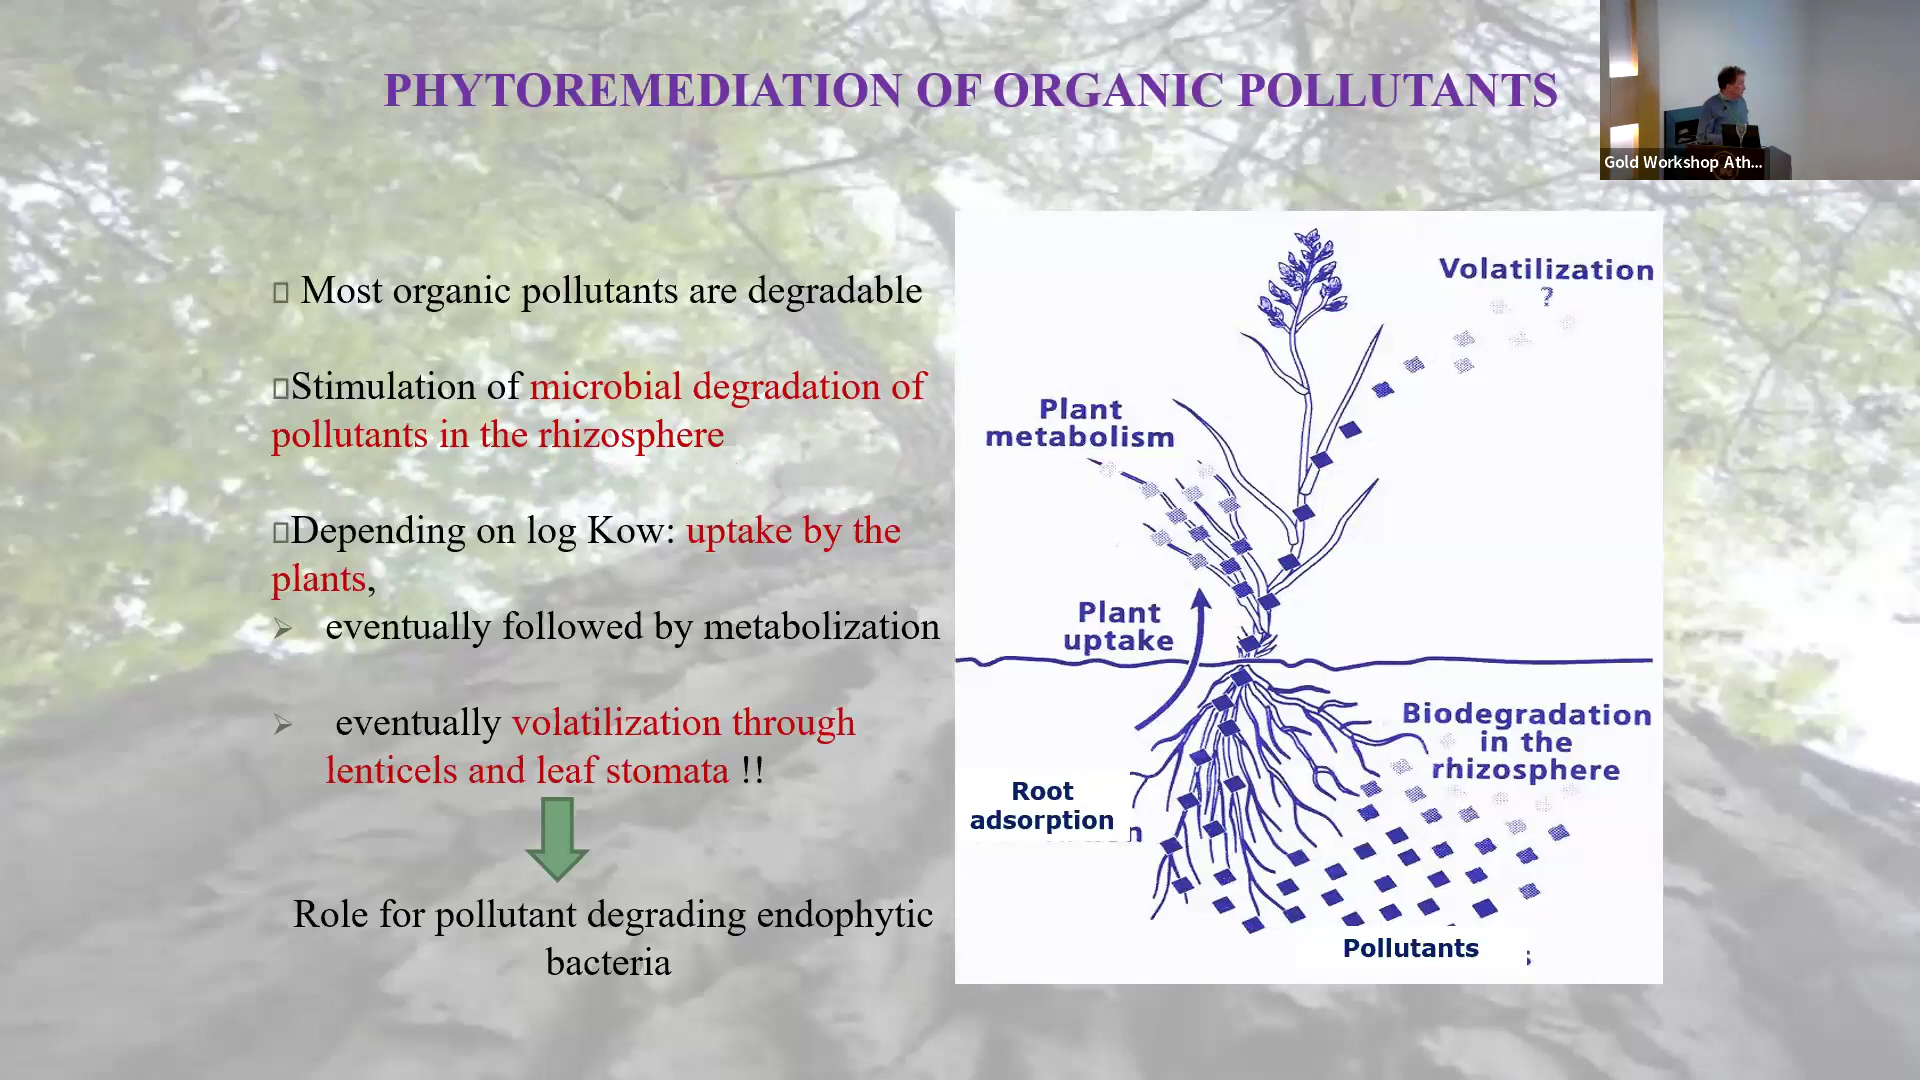 PHYTOREMEDIATION OF ORGANIC POLLUTANTS
Gold Workshop Ath...
Most organic pollutants are degradable
Stimulation of microbial degradation of
pollutants in the rhizosphere
Depending on log Kow: uptake by the
plants,
eventually followed by metabolization
eventually volatilization through
lenticels and leaf stomata !!
Role for pollutant degrading endophytic
bacteria
Volatilization
?
Plant
metabolism
Plant
uptake
Biodegradation
in the
rhizosphere
Root
adsorption
n
Pollutants
s